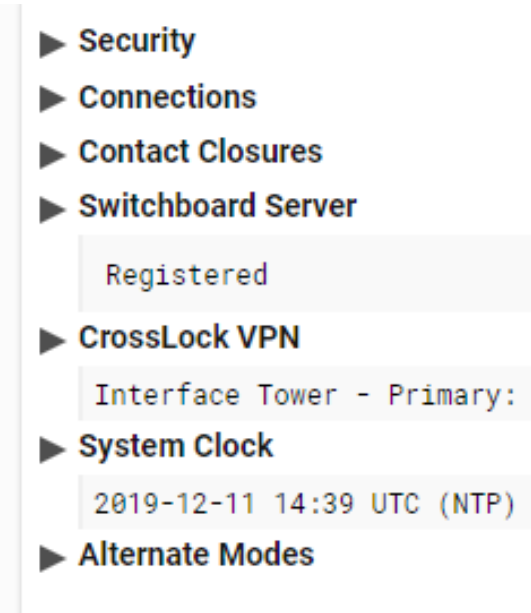 Security
Connections
Contact Closures
Switchboard Server
Registered
CrossLock VPN
Interface Tower - Primary:
System Clock
2019-12-11 14:39 UTC (NTP)
Alternate Modes